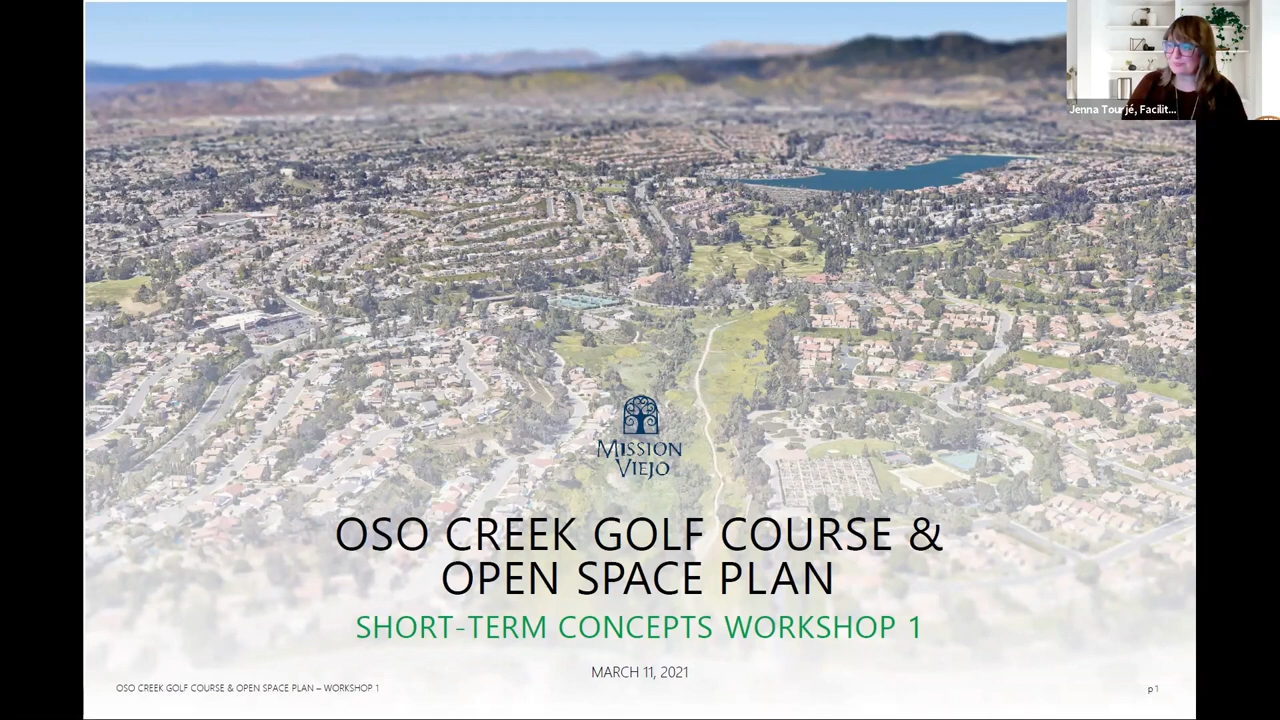 Jenna Tourjé, Facilit...
MISSION
VIEJO
OSO CREEK GOLF COURSE &
OPEN SPACE PLAN
SHORT-TERM CONCEPTS WORKSHOP 1
MARCH 11, 2021
OSO CREEK GOLF COURSE & OPEN SPACE PLAN – WORKSHOP 1
p 1